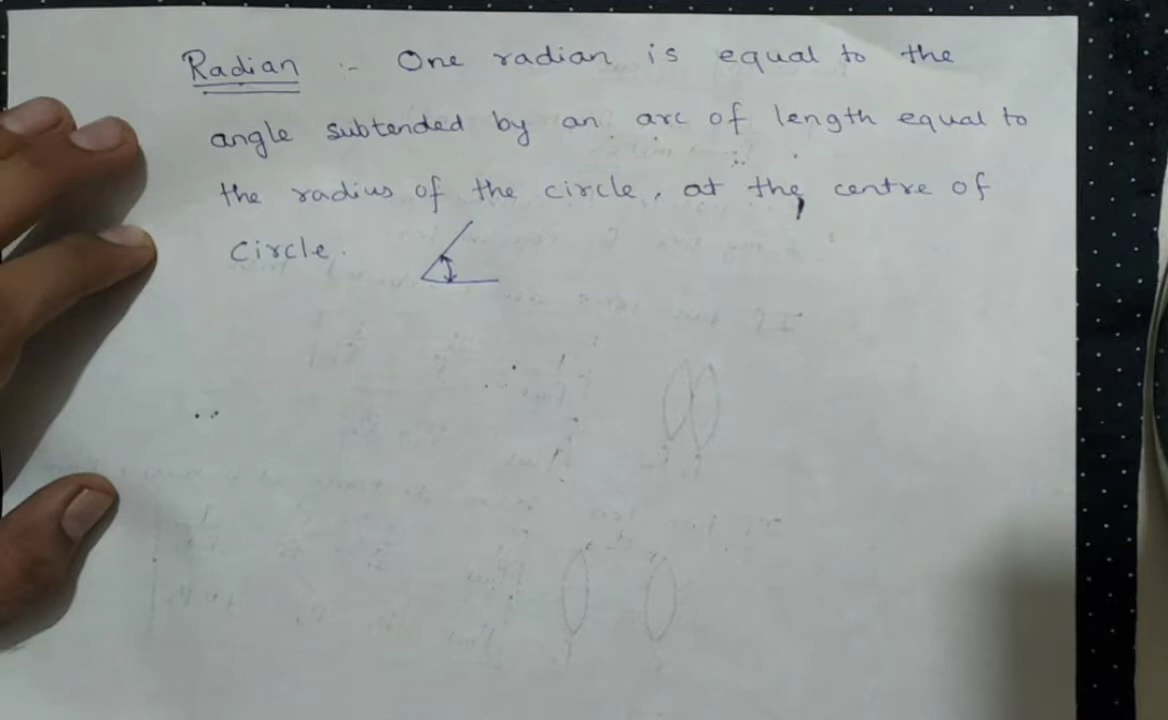 Radian :- One radian is equal to the
angle subtended by an arc of length equal to
the radius of the circle, at the centre of
circle.